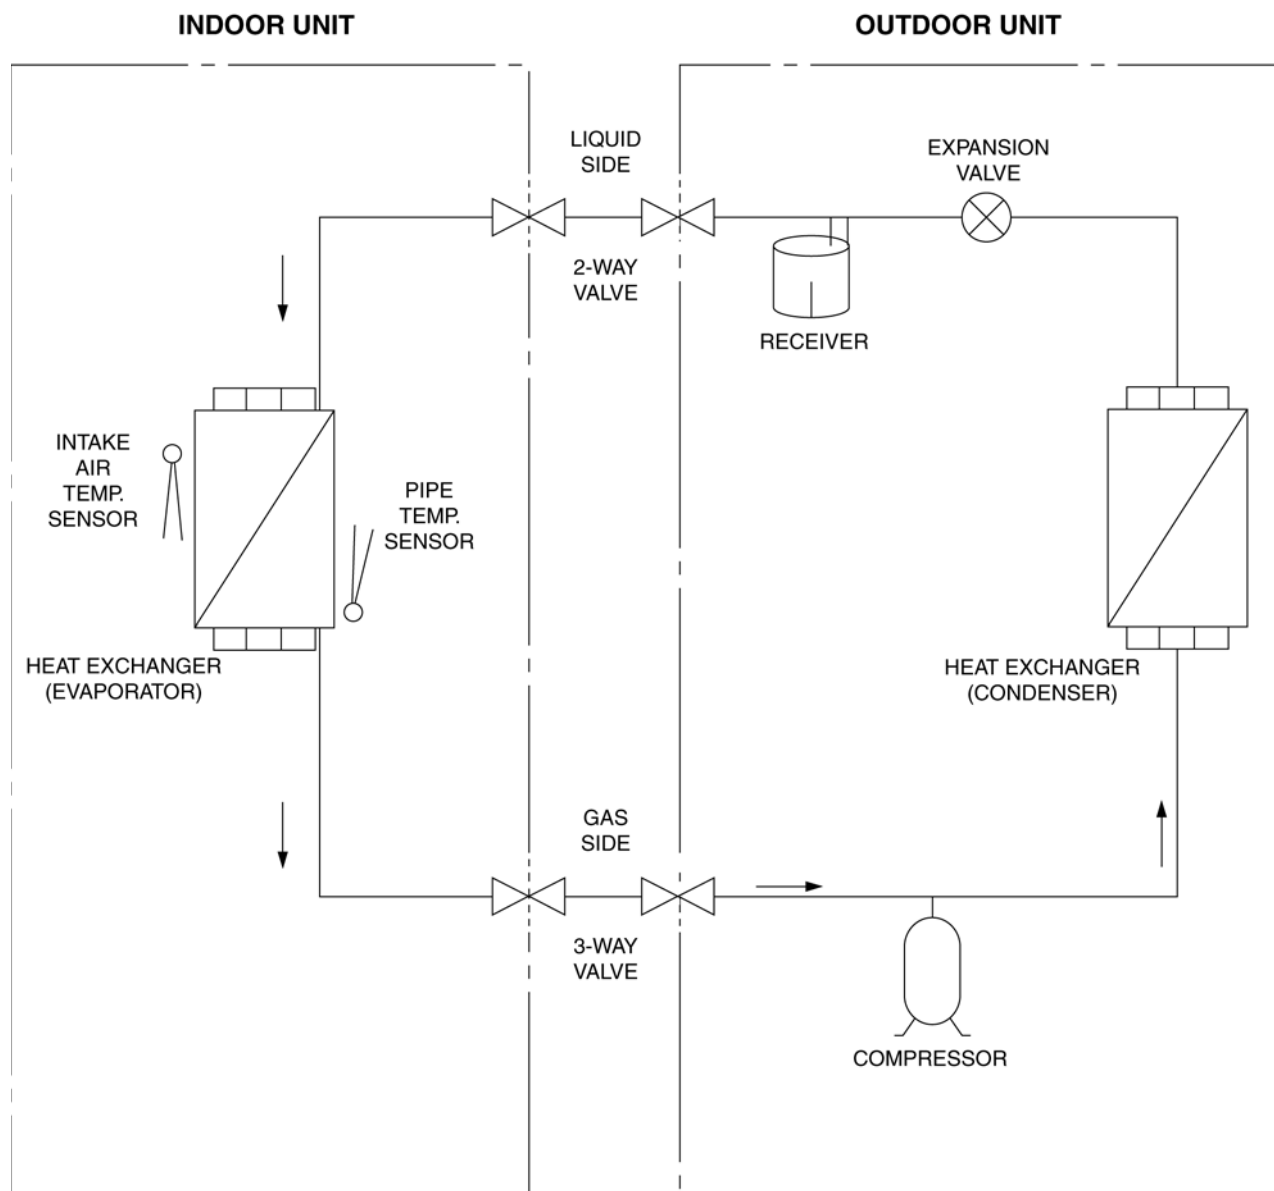 INDOOR UNIT
OUTDOOR UNIT
LIQUID
SIDE
EXPANSION
VALVE
2-WAY
VALVE
RECEIVER
INTAKE
AIR
TEMP.
SENSOR
PIPE
TEMP.
SENSOR
HEAT EXCHANGER
(EVAPORATOR)
HEAT EXCHANGER
(CONDENSER)
GAS
SIDE
3-WAY
VALVE
COMPRESSOR